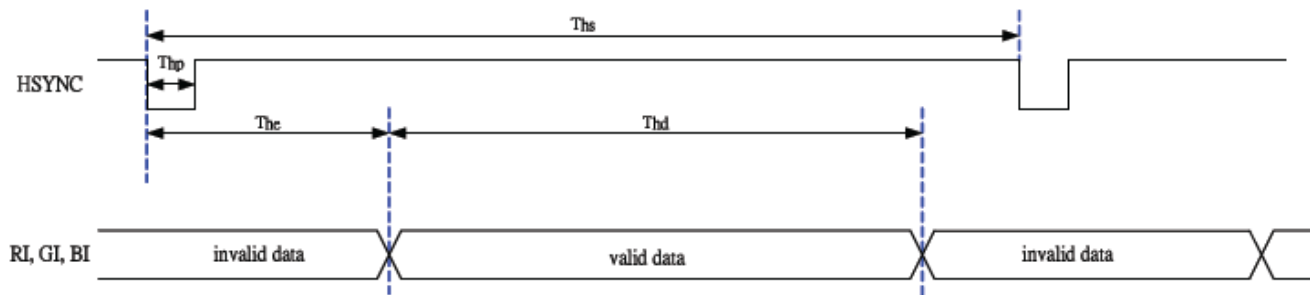 Ths
Thp
HSYNC
The
Thd
RI, GI, BI
invalid data
valid data
invalid data